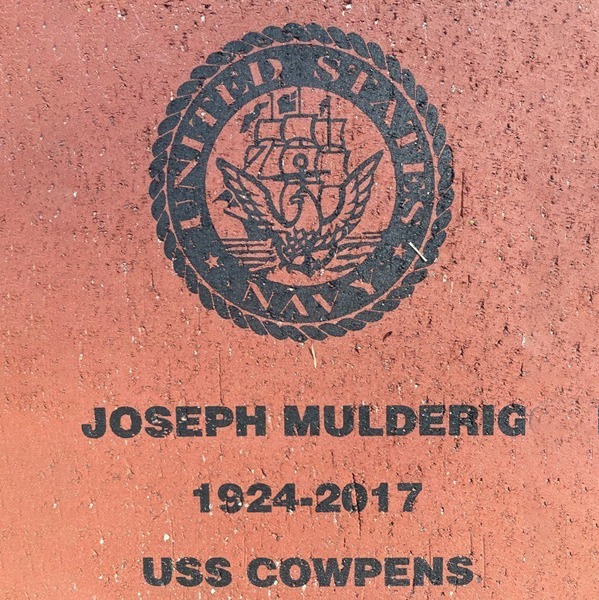 UNITED STATES
NAVY
JOSEPH MULDERIG
1924-2017
USS COWPENS